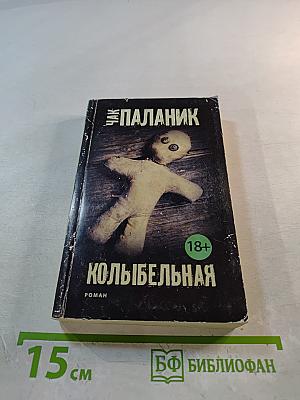 ЧАК
ПАЛАНИК
18+
КОЛЫБЕЛЬНАЯ
РОМАН
15 см
БФ БИБЛИОФАН